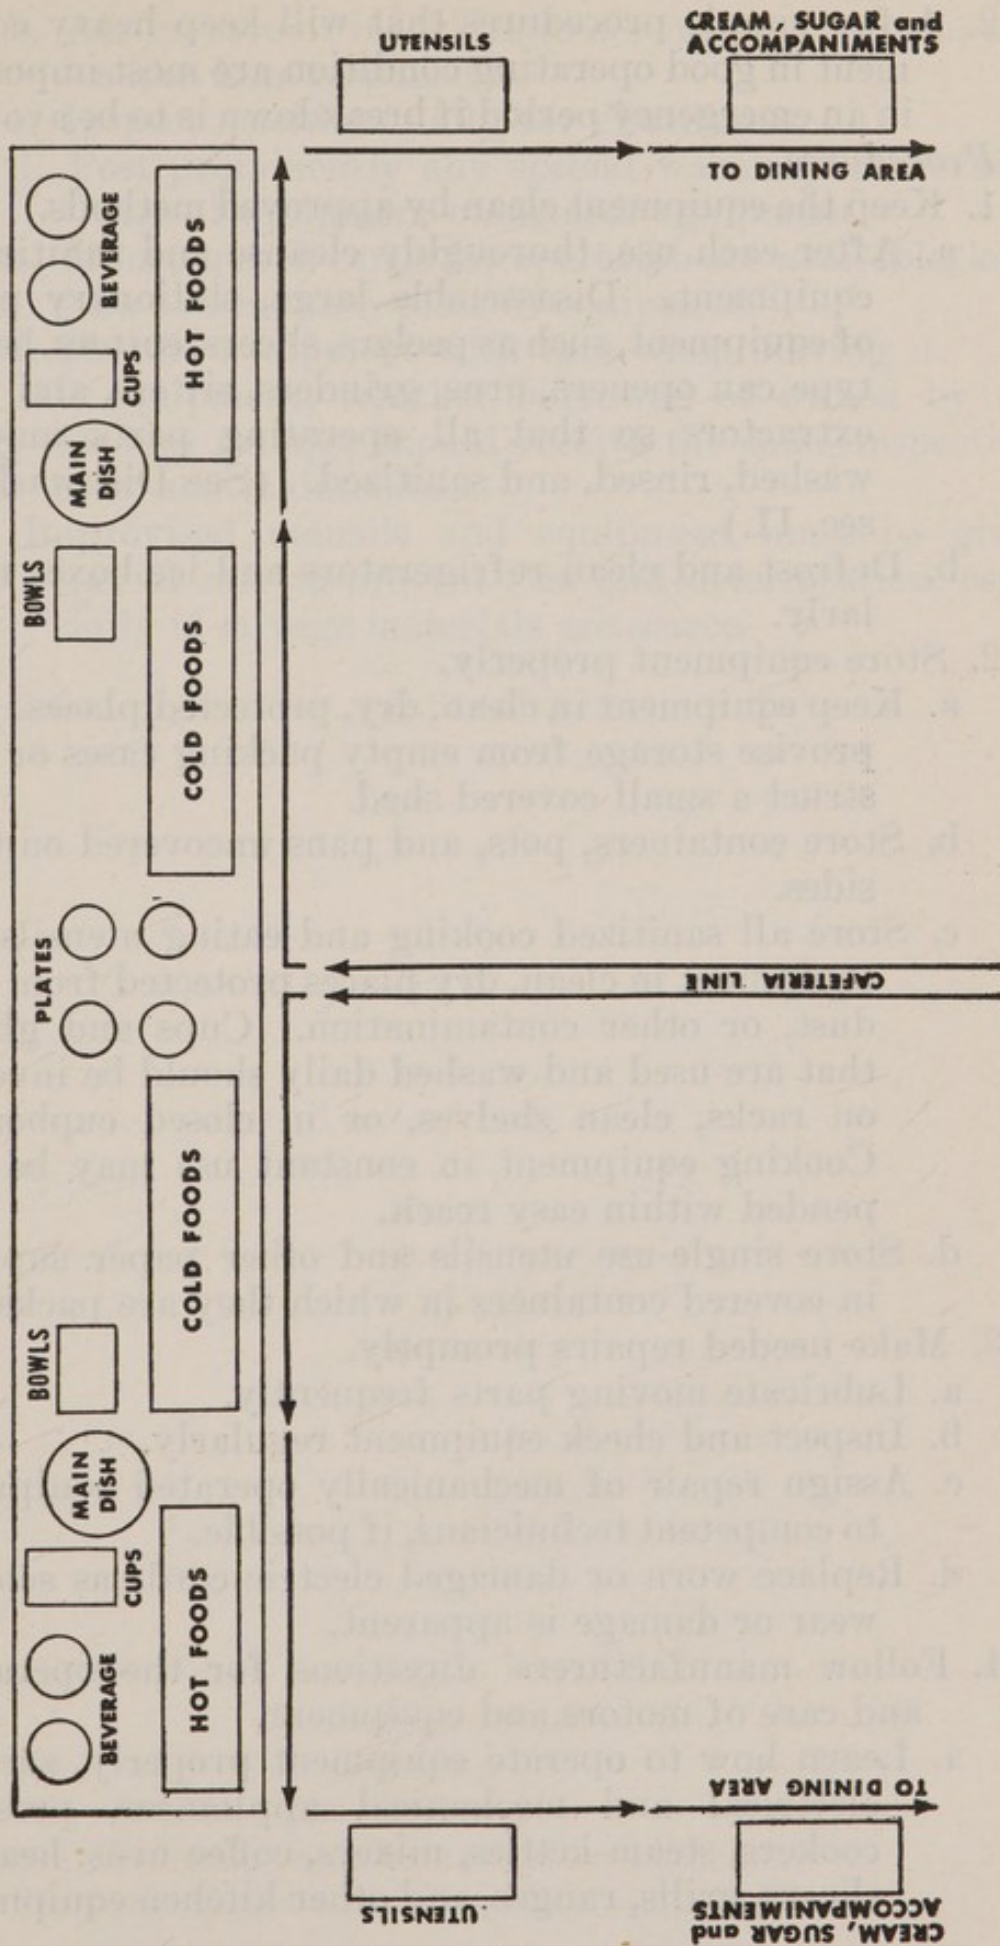 UTENSILS
CREAM, SUGAR and
ACCOMPANIMENTS
TO DINING AREA
BEVERAGE
HOT FOODS
CUPS
MAIN
DISH
BOWLS
COLD FOODS
PLATES
CAFETERIA LINE
COLD FOODS
BOWLS
MAIN
DISH
CUPS
HOT FOODS
BEVERAGE
TO DINING AREA
UTENSILS
CREAM, SUGAR and
ACCOMPANIMENTS